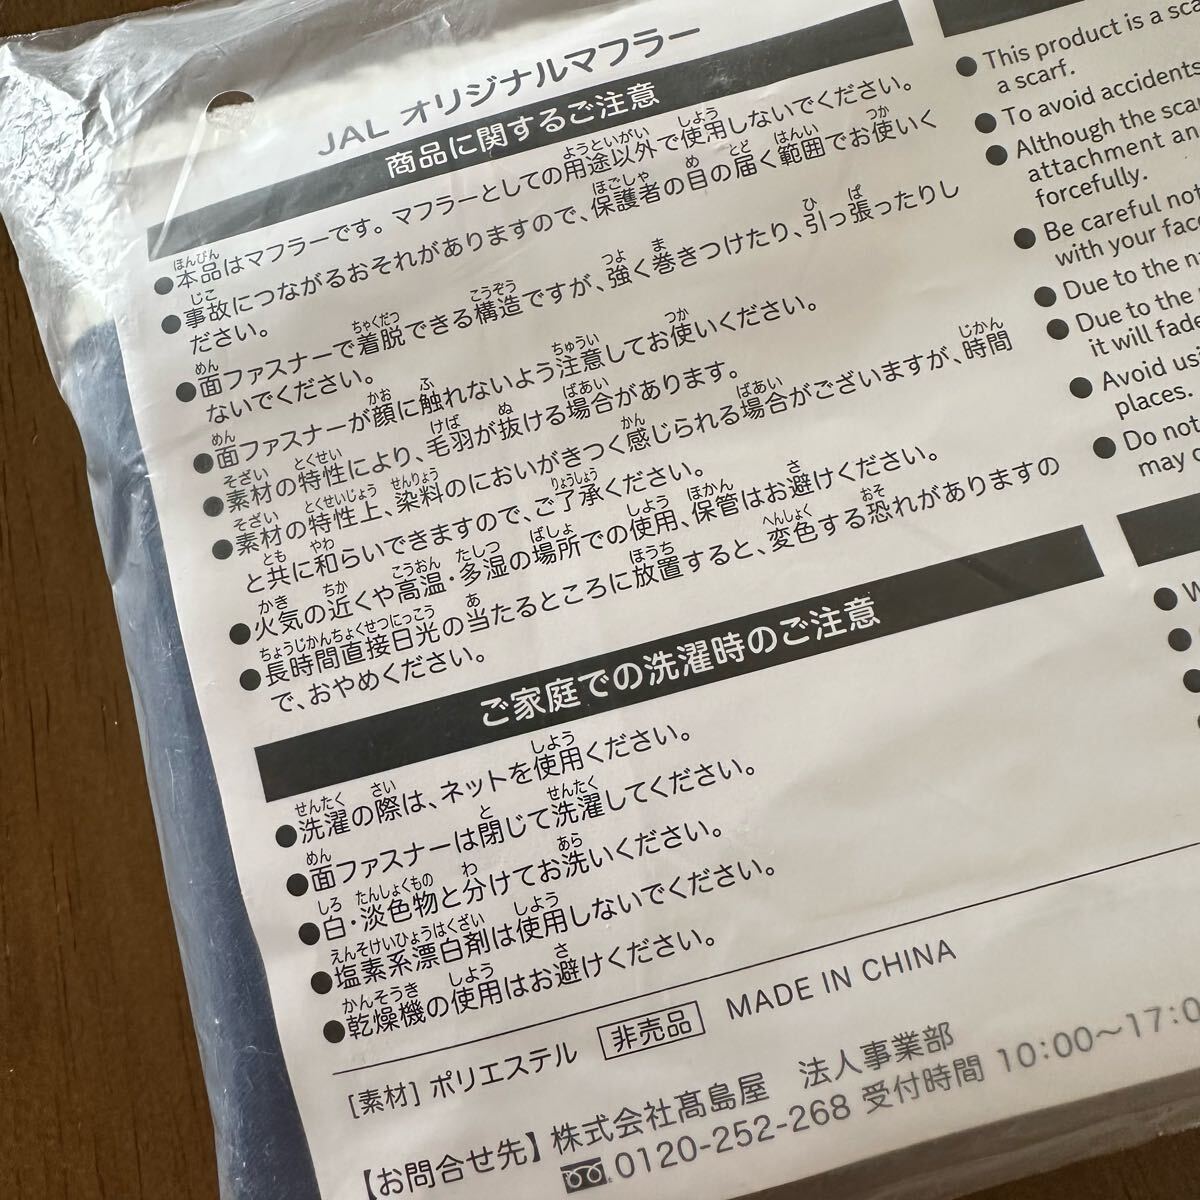 JAL オリジナルマフラー
商品に関するご注意
●本品はマフラーです。マフラーとしての用途以外で使用しないでください。
●事故につながるおそれがありますので、保護者の目の届く範囲でお使いく
ださい。
●面ファスナーで着脱できる構造ですが、強く巻きつけたり、引っ張ったりし
ないでください。
●面ファスナーが顔に触れないよう注意してお使いください。
●素材の特性により、毛羽が抜ける場合があります。
●素材の特性上、染料のにおいがきつく感じられる場合がございますが、時間
と共に和らいできますので、ご了承ください。
●火気の近くや高温・多湿の場所での使用、保管はお避けください。
●長時間直接日光の当たるところに放置すると、変色する恐れがありますの
で、おやめください。
ご家庭での洗濯時のご注意
●洗濯の際は、ネットを使用ください。
●面ファスナーは閉じて洗濯してください。
●白・淡色物と分けてお洗いください。
●塩素系漂白剤は使用しないでください。
●乾燥機の使用はお避けください。
[素材] ポリエステル 非売品 MADE IN CHINA
【お問合せ先】株式会社髙島屋 法人事業部
0120-252-268 受付時間 10:00〜17:0
● This product is a
a scarf.
● To avoid accidents
● Although the
attachment
forcefully.
● Be careful not
with your
● Due to the
● Due to the
it will
● Avoid
places.
● Do not
may